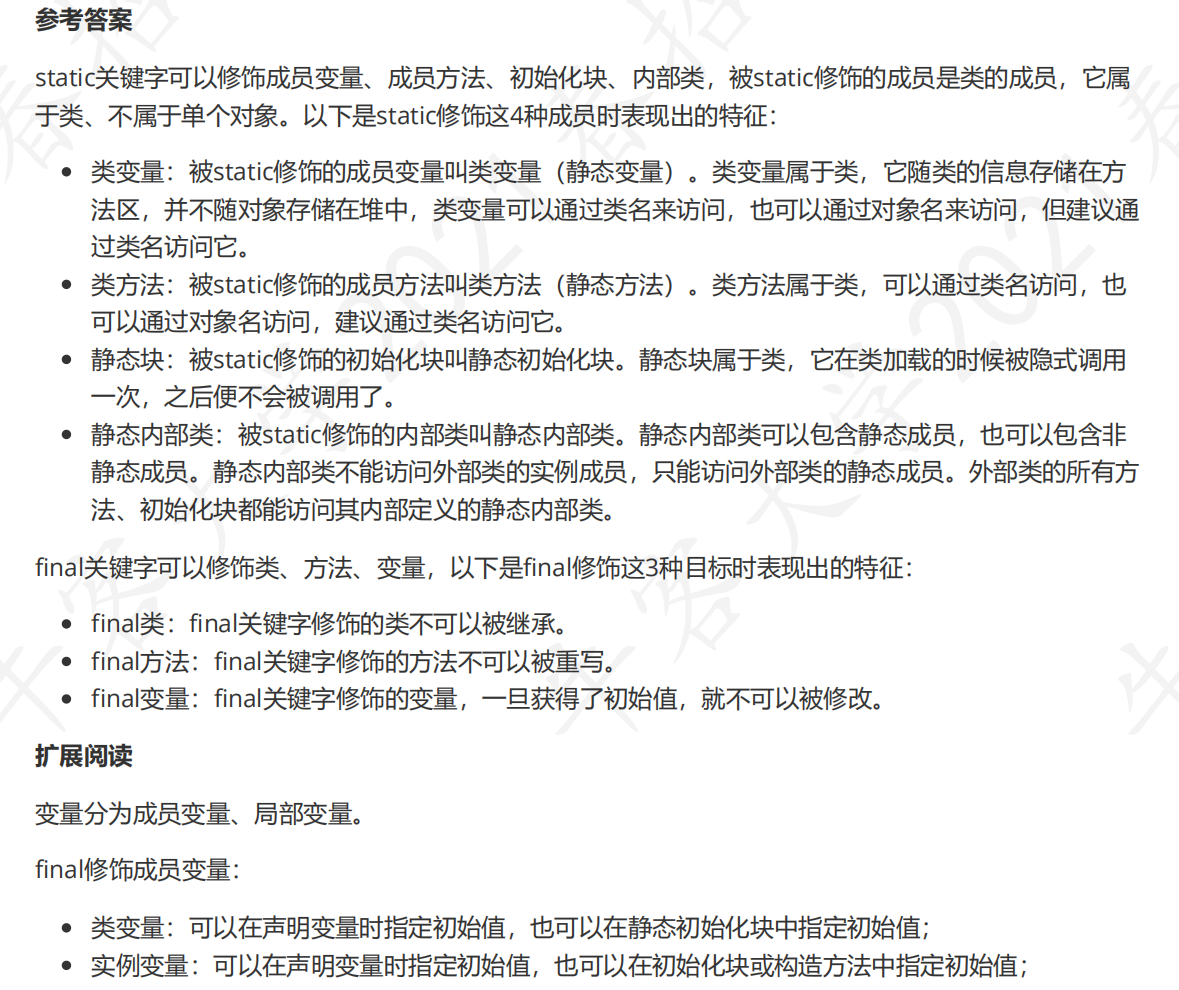 参考答案
static关键字可以修饰成员变量、成员方法、初始化块、内部类，被static修饰的成员是类的成员，它属
于类、不属于单个对象。以下是static修饰这4种成员时表现出的特征：
• 类变量：被static修饰的成员变量叫类变量（静态变量）。类变量属于类，它随类的信息存储在方
法区，并不随对象存储在堆中，类变量可以通过类名来访问，也可以通过对象名来访问，但建议通
过类名访问它。
• 类方法：被static修饰的成员方法叫类方法（静态方法）。类方法属于类，可以通过类名访问，也
可以通过对象名访问，建议通过类名访问它。
• 静态块：被static修饰的初始化块叫静态初始化块。静态块属于类，它在类加载的时候被隐式调用
一次，之后便不会被调用了。
• 静态内部类：被static修饰的内部类叫静态内部类。静态内部类可以包含静态成员，也可以包含非
静态成员。静态内部类不能访问外部类的实例成员，只能访问外部类的静态成员。外部类的所有方
法、初始化块都能访问其内部定义的静态内部类。
final关键字可以修饰类、方法、变量，以下是final修饰这3种目标时表现出的特征：
• final类：final关键字修饰的类不可以被继承。
• final方法：final关键字修饰的方法不可以被重写。
• final变量：final关键字修饰的变量，一旦获得了初始值，就不可以被修改。
扩展阅读
变量分为成员变量、局部变量。
final修饰成员变量：
• 类变量：可以在声明变量时指定初始值，也可以在静态初始化块中指定初始值；
• 实例变量：可以在声明变量时指定初始值，也可以在初始化块或构造方法中指定初始值；
牛客大学2021春招